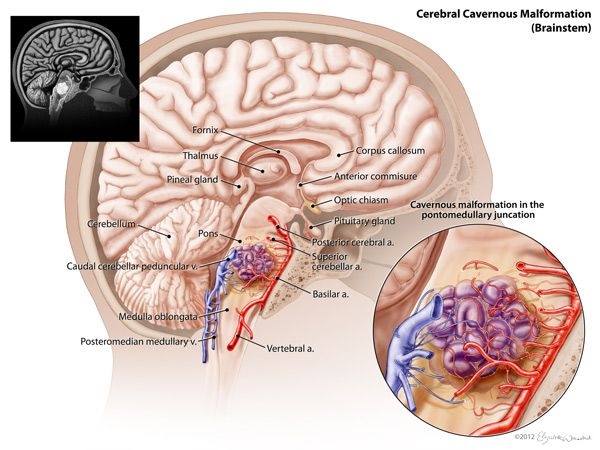 Cerebral Cavernous Malformation
(Brainstem)
Fornix
Thalmus
Pineal gland
Corpus callosum
Anterior commisure
Optic chiasm
Cavernous malformation in the
pontomedullary juncation
Pituitary gland
Cerebellum
Pons
Posterior cerebral a.
Superior
cerebellar a.
Caudal cerebellar peduncular v.
Basilar a.
Medulla oblongata
Posteromedian medullary v.
Vertebral a.
©2012